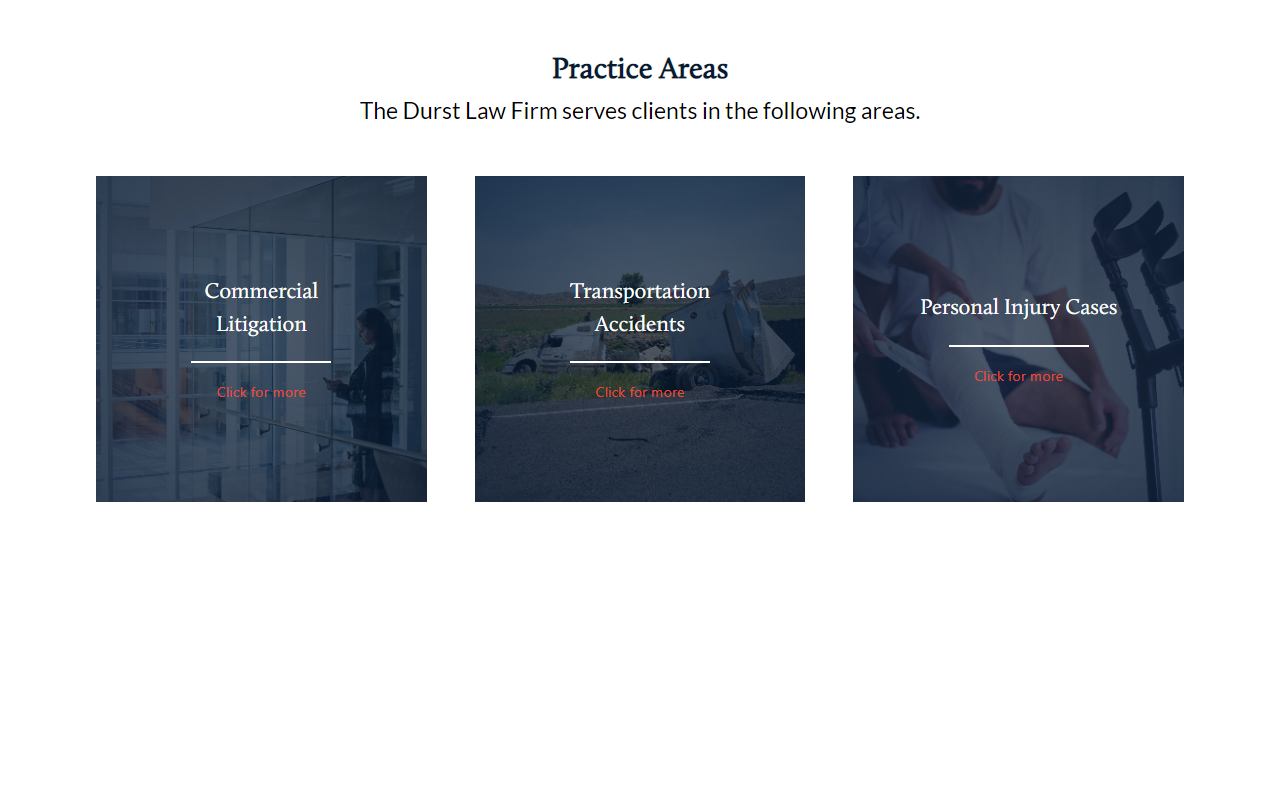 Practice Areas
The Durst Law Firm serves clients in the following areas.
Commercial
Litigation
Click for more
Transportation
Accidents
Click for more
Personal Injury Cases
Click for more